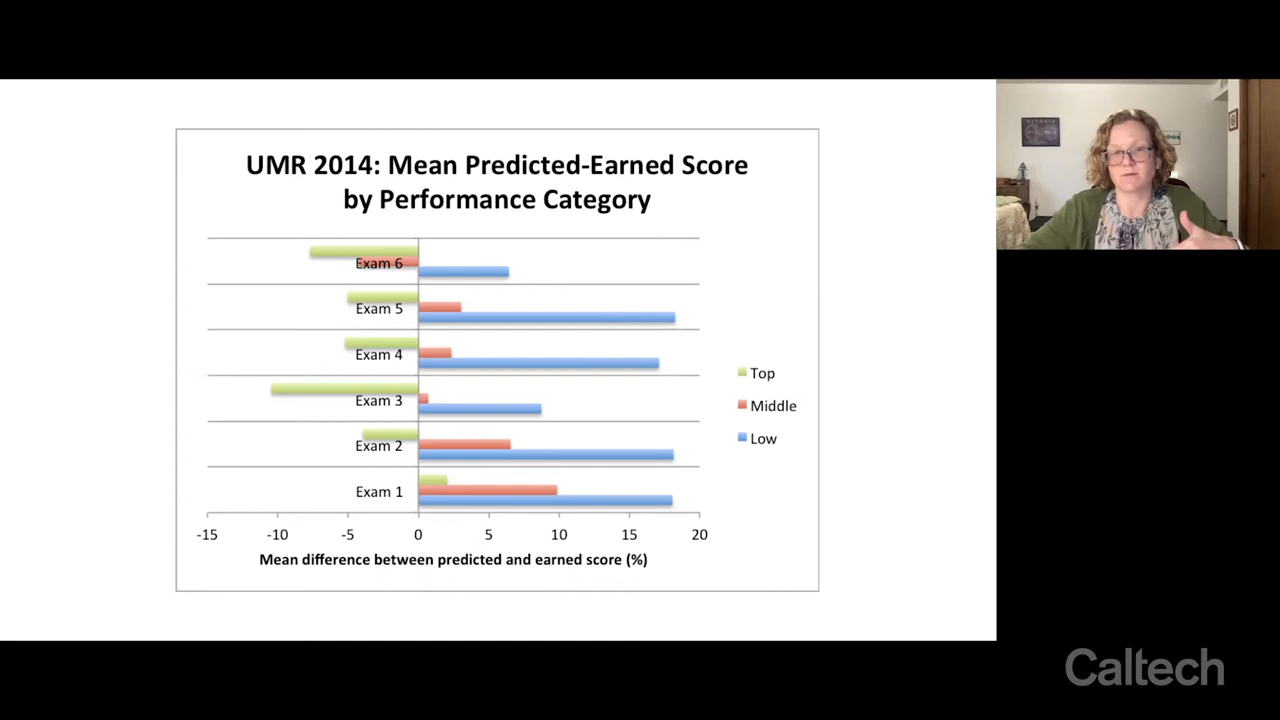 UMR 2014: Mean Predicted-Earned Score
by Performance Category
Exam 6
Exam 5
Exam 4
Exam 3
Exam 2
Exam 1
Top
Middle
Low
-15 -10 -5 0 5 10 15 20
Mean difference between predicted and earned score (%)
Caltech